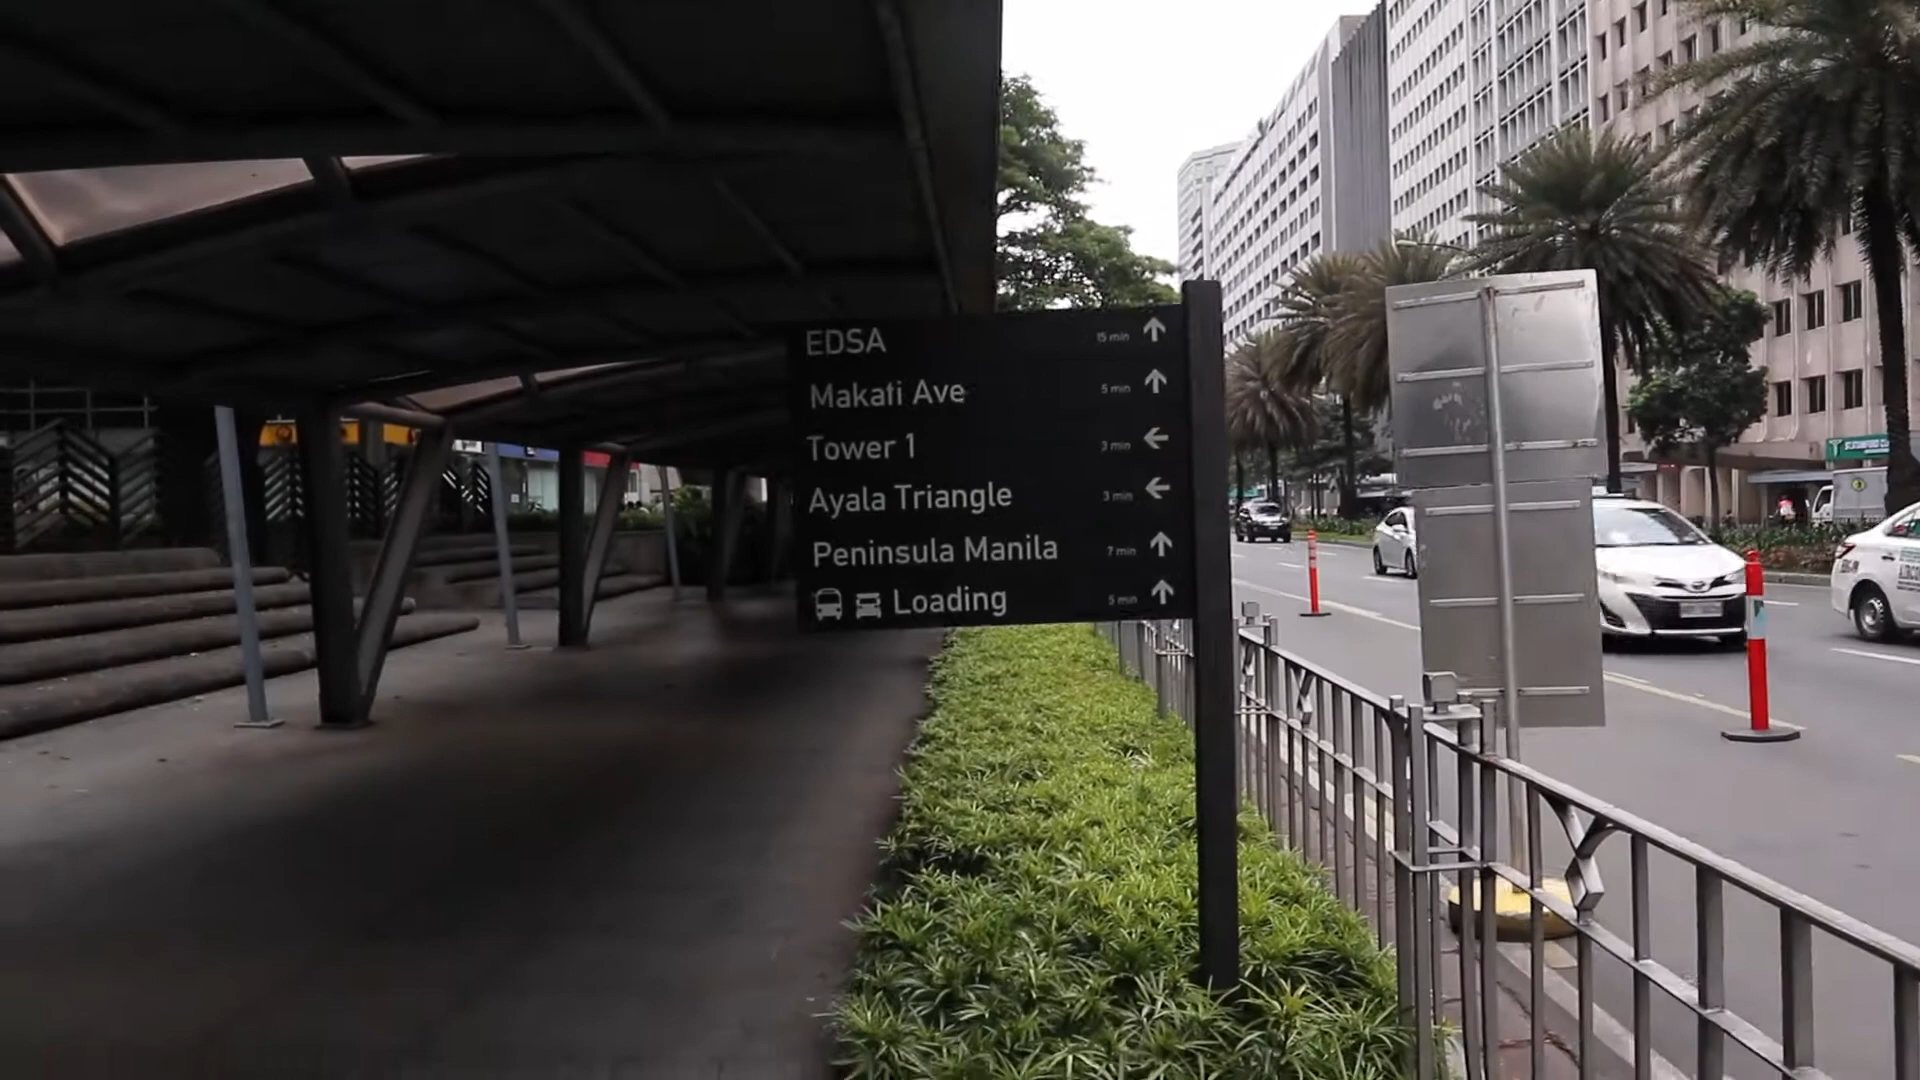 EDSA 15 min ↑
Makati Ave 5 min ↑
Tower 1 3 min ←
Ayala Triangle 3 min ←
Peninsula Manila 7 min ↑
Loading 5 min ↑